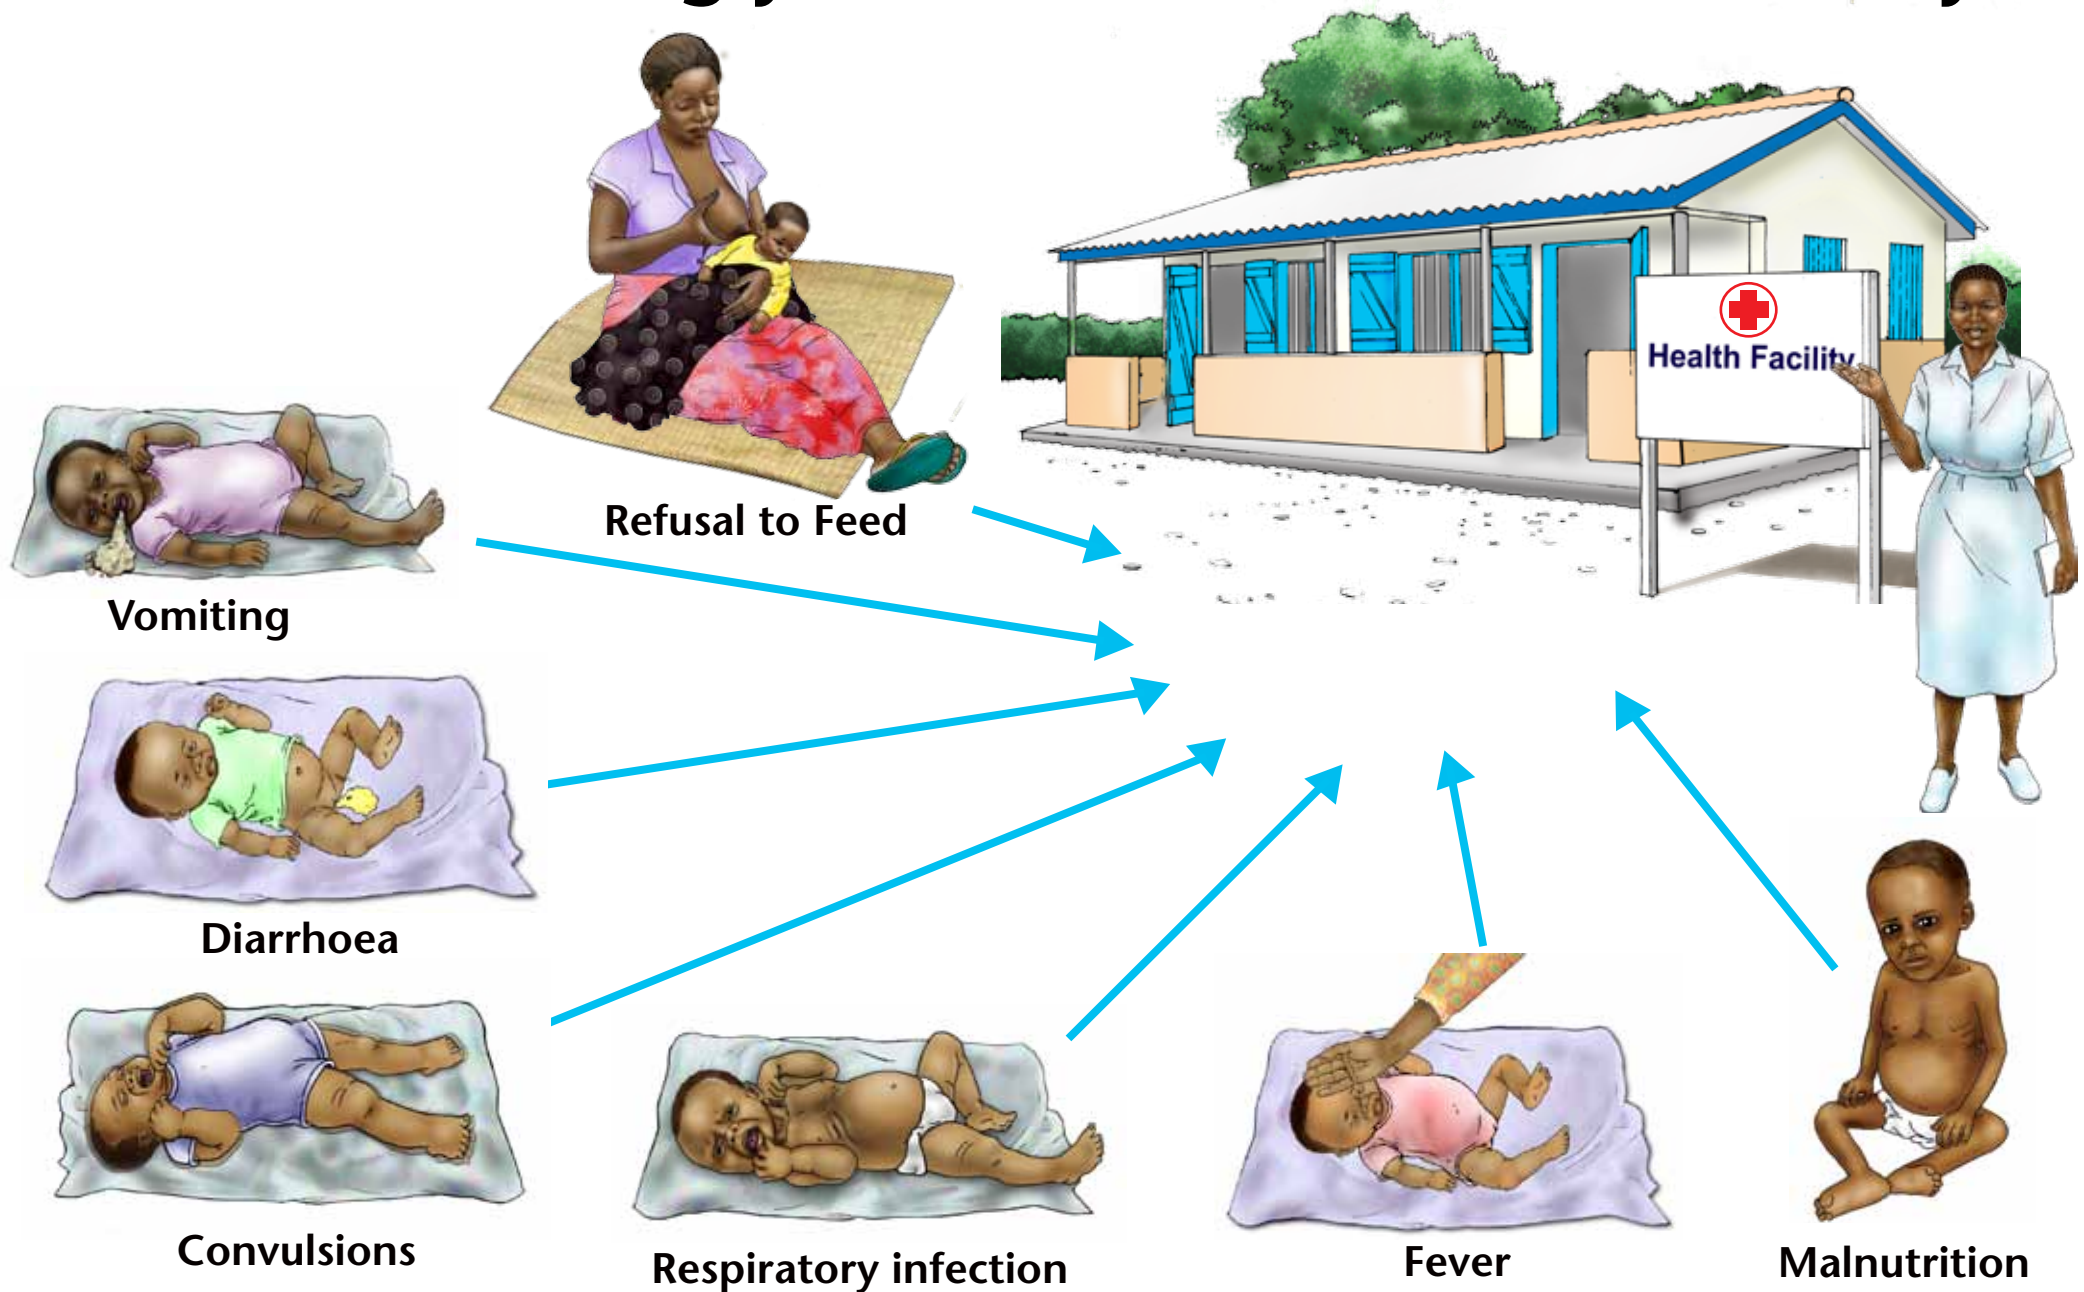 Health Facility
Refusal to Feed
Vomiting
Diarrhoea
Convulsions
Respiratory infection
Fever
Malnutrition